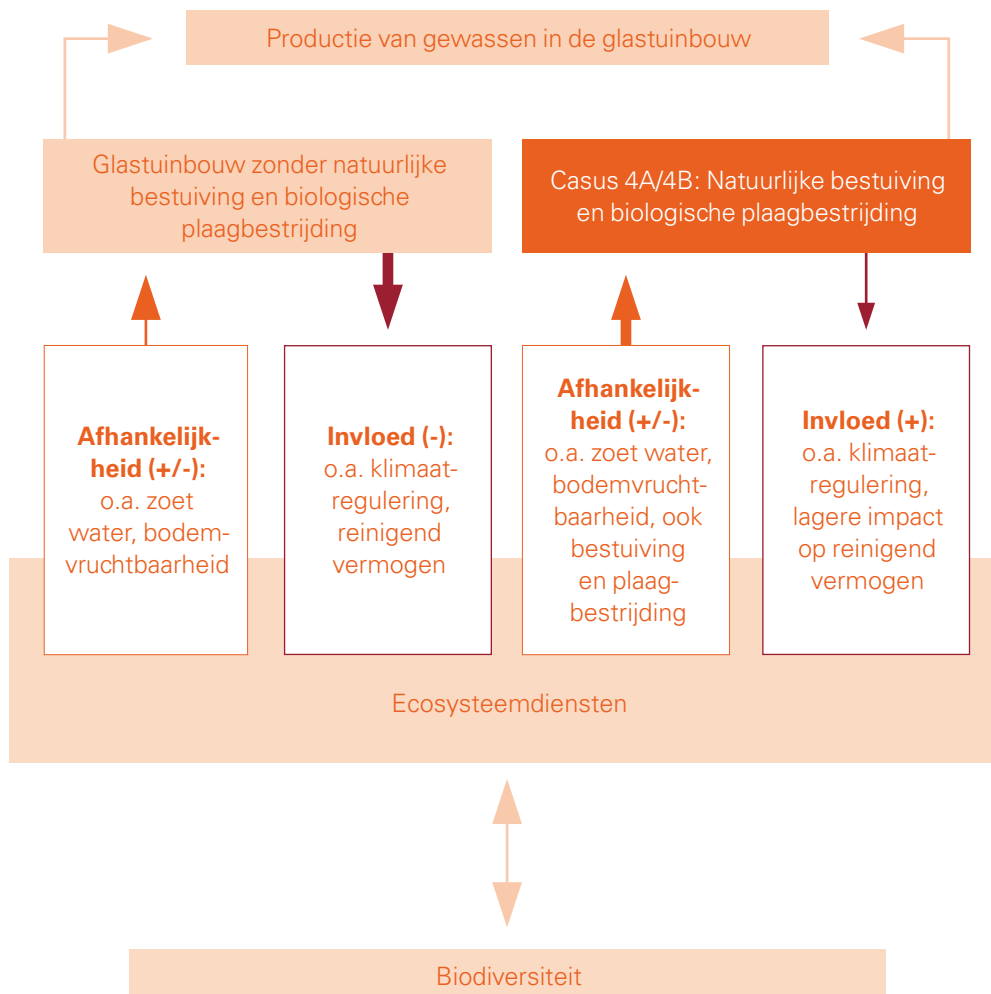 Productie van gewassen in de glastuinbouw
Glastuinbouw zonder natuurlijke
bestuiving en biologische
plaagbestrijding
Casus 4A/4B: Natuurlijke bestuiving
en biologische plaagbestrijding
Afhankelijk-
heid (+/-):
o.a. zoet
water, bodem-
vruchtbaarheid
Invloed (-):
o.a. klimaat-
regulering,
reinigend
vermogen
Afhankelijk-
heid (+/-):
o.a. zoet water,
bodemvrucht-
baarheid, ook
bestuiving
en plaag-
bestrijding
Invloed (+):
o.a. klimaat-
regulering,
lagere impact
op reinigend
vermogen
Ecosysteemdiensten
Biodiversiteit